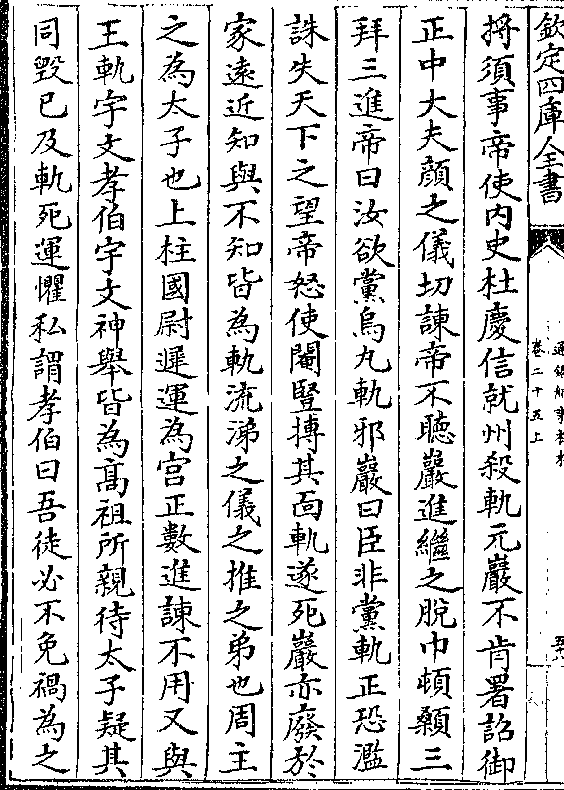 欽定四庫全書
通鑑紀事本末
卷二十五上
捋須事帝使内史杜慶信就州殺軌元巖不肯署詔御
正中大夫顔之儀切諫帝不聽巖進繼之脱巾頓顙三
拜三進帝曰汝欲黨烏丸軌邪巖曰臣非黨軌正恐濫
誅失天下之望帝怒使閹豎搏其面軌遂死巖亦廢於
家遠近知與不知皆為軌流涕之儀之推之弟也周主
之為太子也上柱國尉遲運為宫正數進諫不用又與
王軌宇文孝伯宇文神舉皆為髙祖所親待太子疑其
同毁已及軌死運懼私謂孝伯曰吾徒必不免禍為之